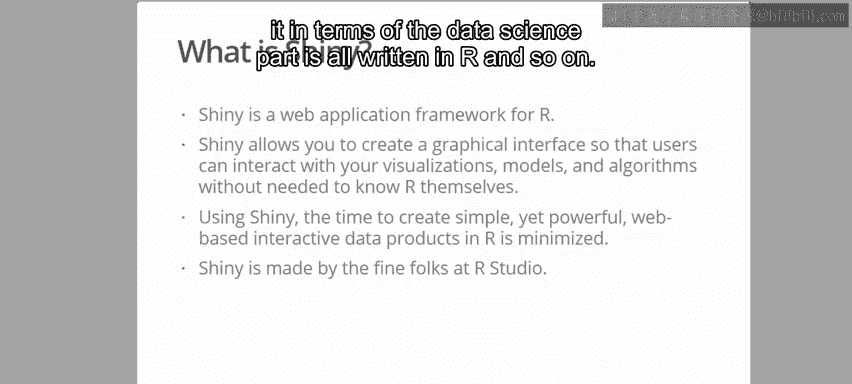 it in terms of the data science
part is all written in R and so on.
What is Shiny?
· Shiny is a web application framework for R.
· Shiny allows you to create a graphical interface so that users
can interact with your visualizations, models, and algorithms
without needed to know R themselves.
· Using Shiny, the time to create simple, yet powerful, web-
based interactive data products in R is minimized.
· Shiny is made by the fine folks at R Studio.